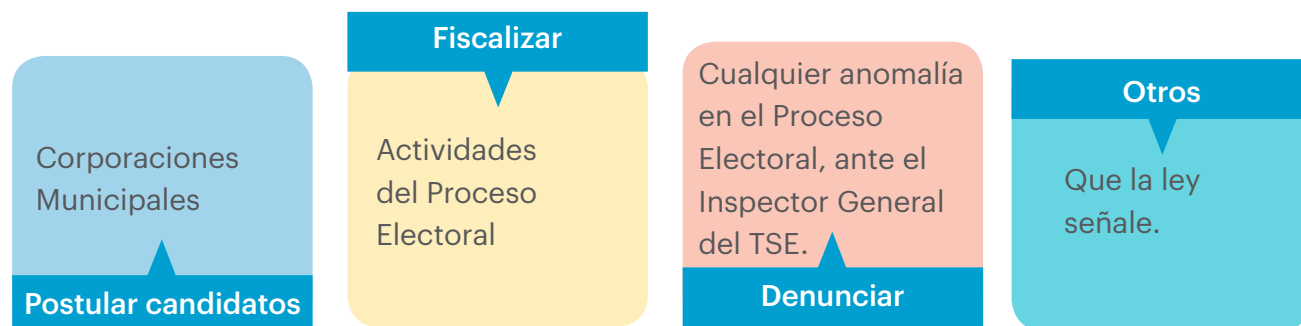 Corporaciones
Municipales
Postular candidatos
Fiscalizar
Actividades
del Proceso
Electoral
Cualquier anomalía
en el Proceso
Electoral, ante el
Inspector General
del TSE.
Denunciar
Otros
Que la ley
señale.